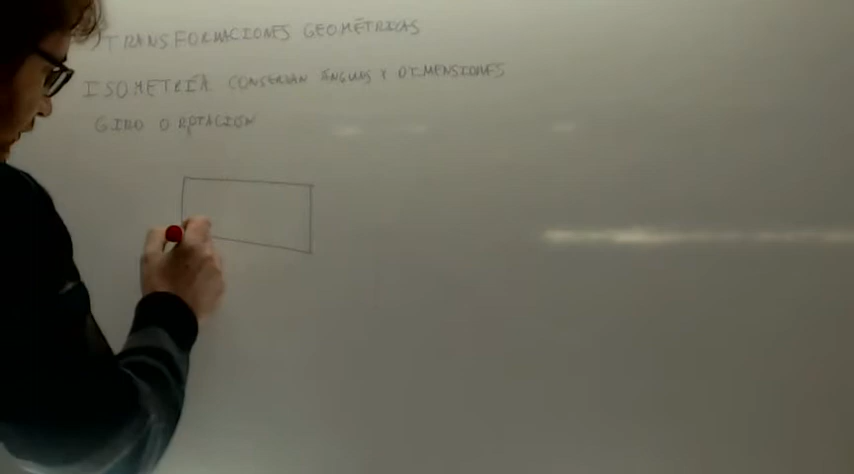 TRANSFORMACIONES GEOMÉTRICAS
ISOMETRÍA CONSERVAN ÁNGULOS Y DIMENSIONES
GIRO O ROTACIÓN